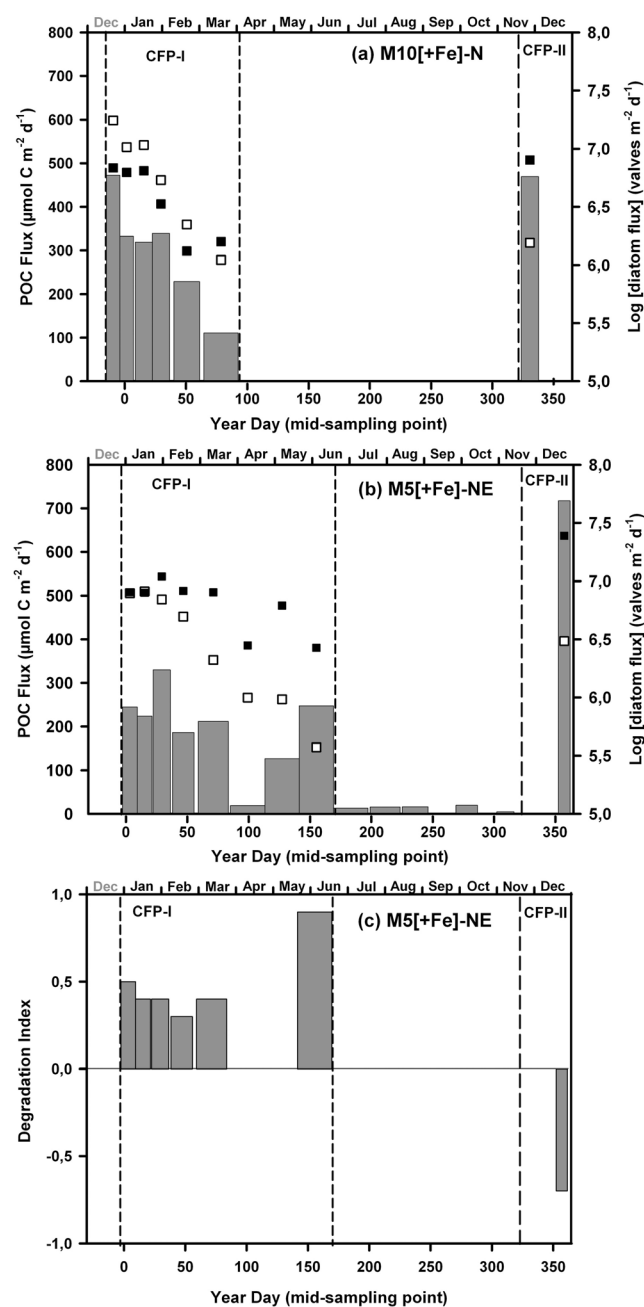 Dec Jan Feb Mar Apr May Jun Jul Aug Sep Oct Nov Dec
800 8,0
CFP-I (a) M10[+Fe]-N CFP-II
700 7,5
600
500 7,0
400 6,5
300 6,0
200 5,5
100
0 5,0
POC Flux (µmol C m⁻² d⁻¹)
Log [diatom flux] (valves m⁻² d⁻¹)
0 50 100 150 200 250 300 350
Year Day (mid-sampling point)
Dec Jan Feb Mar Apr May Jun Jul Aug Sep Oct Nov Dec
800 8,0
CFP-I (b) M5[+Fe]-NE CFP-II
700 7,5
600
500 7,0
400 6,5
300 6,0
200 5,5
100
0 5,0
POC Flux (µmol C m⁻² d⁻¹)
Log [diatom flux] (valves m⁻² d⁻¹)
0 50 100 150 200 250 300 350
Year Day (mid-sampling point)
Dec Jan Feb Mar Apr May Jun Jul Aug Sep Oct Nov Dec
1,0
CFP-I (c) M5[+Fe]-NE CFP-II
0,5
0,0
-0,5
-1,0
Degradation Index
0 50 100 150 200 250 300 350
Year Day (mid-sampling point)